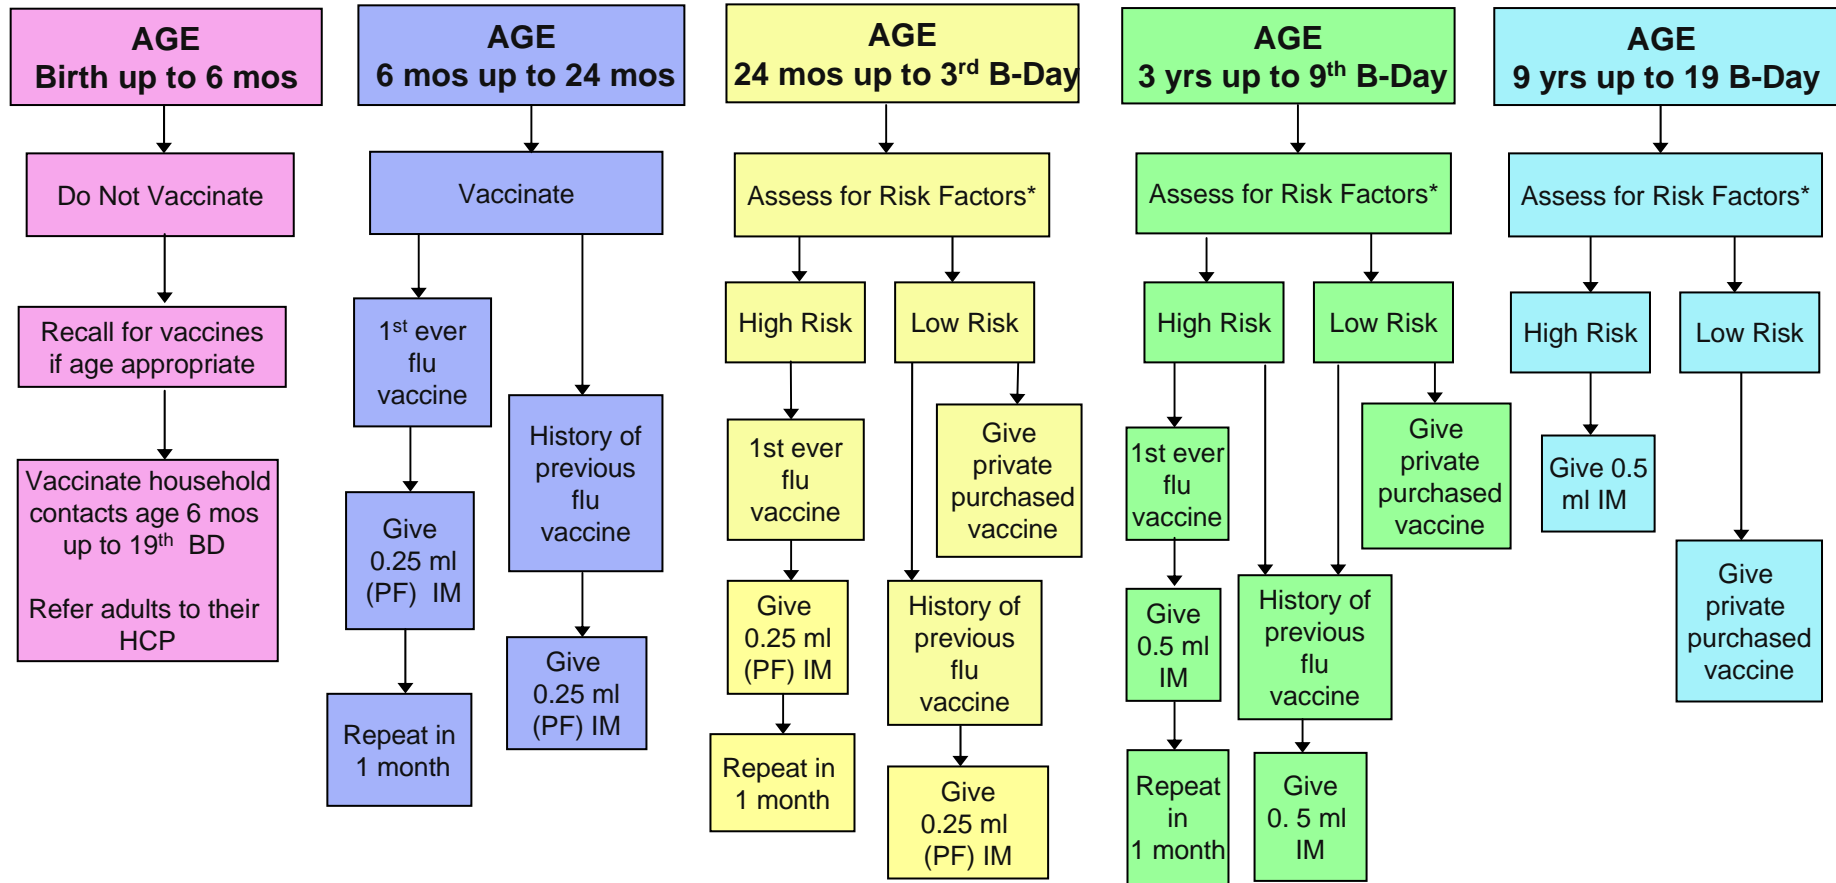 AGE
Birth up to 6 mos
Do Not Vaccinate
Recall for vaccines
if age appropriate
Vaccinate household
contacts age 6 mos
up to 19th BD
Refer adults to their
HCP
AGE
6 mos up to 24 mos
Vaccinate
1st ever
flu
vaccine
Give
0.25 ml
(PF) IM
Repeat in
1 month
History of
previous
flu
vaccine
Give
0.25 ml
(PF) IM
AGE
24 mos up to 3rd B-Day
Assess for Risk Factors*
High Risk
1st ever
flu
vaccine
Give
0.25 ml
(PF) IM
Repeat in
1 month
Low Risk
Give
private
purchased
vaccine
History of
previous
flu
vaccine
Give
0.25 ml
(PF) IM
AGE
3 yrs up to 9th B-Day
Assess for Risk Factors*
High Risk
1st ever
flu
vaccine
Give
0.5 ml
IM
Repeat
in
1 month
Low Risk
Give
private
purchased
vaccine
History of
previous
flu
vaccine
Give
0. 5 ml
IM
AGE
9 yrs up to 19 B-Day
Assess for Risk Factors*
High Risk
Give 0.5
ml IM
Low Risk
Give
private
purchased
vaccine